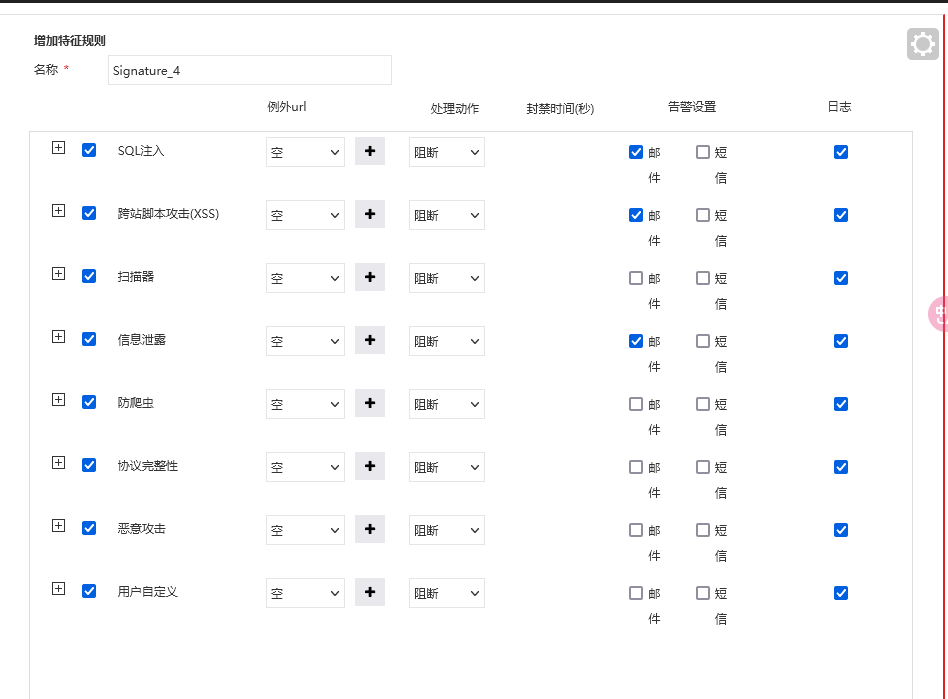 增加特征规则
名称 * Signature_4
例外url 处理动作 封禁时间(秒) 告警设置 日志
SQL注入 空 阻断 邮件 短信
跨站脚本攻击(XSS) 空 阻断 邮件 短信
扫描器 空 阻断 邮件 短信
信息泄露 空 阻断 邮件 短信
防爬虫 空 阻断 邮件 短信
协议完整性 空 阻断 邮件 短信
恶意攻击 空 阻断 邮件 短信
用户自定义 空 阻断 邮件 短信